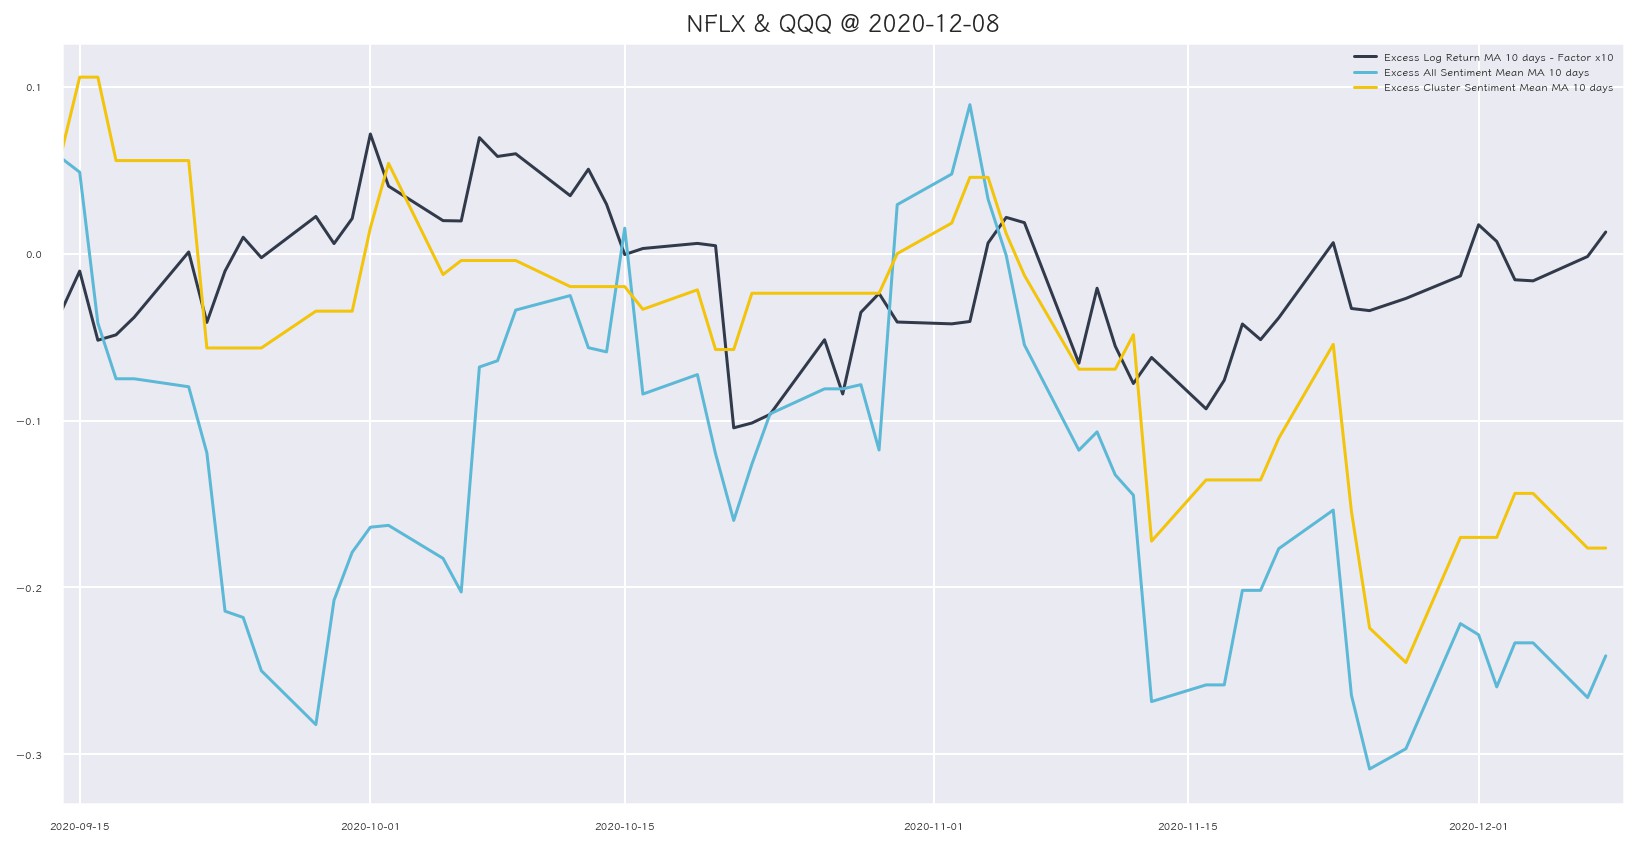 NFLX & QQQ @ 2020-12-08
Excess Log Return MA 10 days - Factor x10
Excess All Sentiment Mean MA 10 days
Excess Cluster Sentiment Mean MA 10 days
0.1
0.0
−0.1
−0.2
−0.3
2020-09-15
2020-10-01
2020-10-15
2020-11-01
2020-11-15
2020-12-01